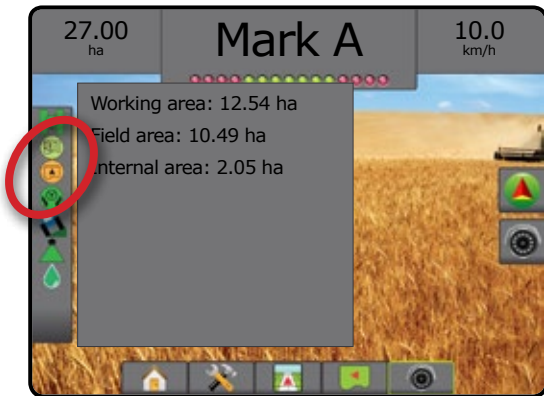 27.00
ha
Mark A
10.0
km/h
Working area: 12.54 ha
Field area: 10.49 ha
Internal area: 2.05 ha